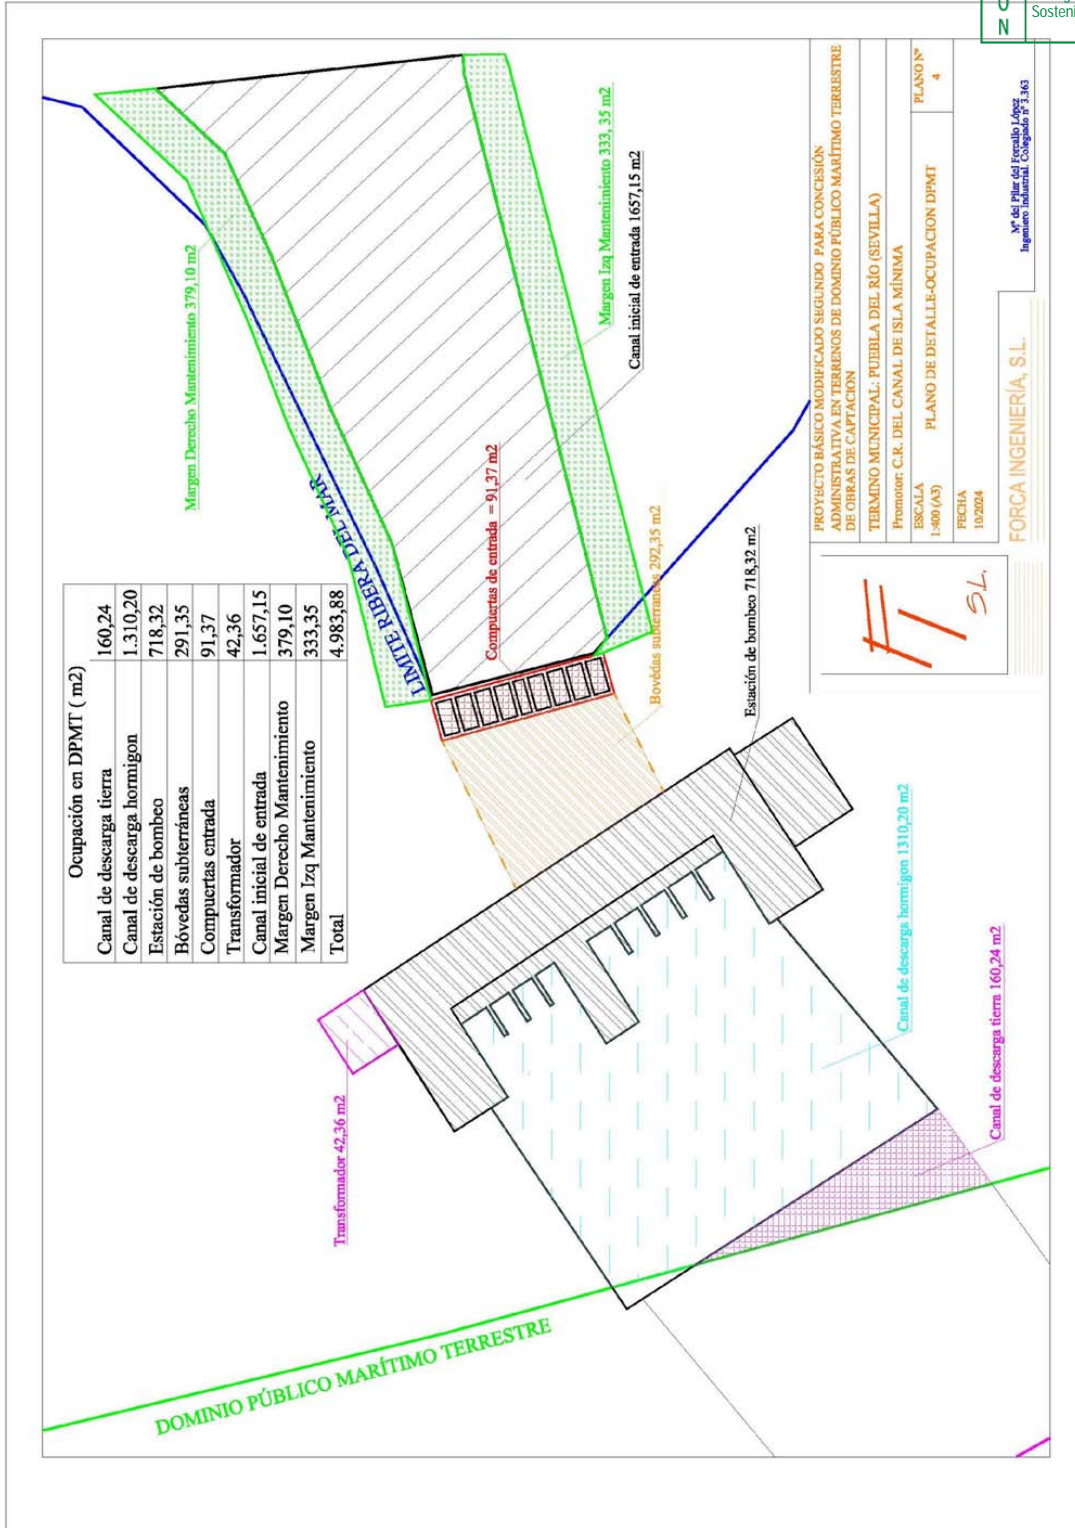 U
N
Sosteni
Ocupación en DPMT ( m2)
Canal de descarga tierra 160,24
Canal de descarga hormigon 1.310,20
Estación de bombeo 718,32
Bovedas subterráneas 291,35
Compuertas entrada 91,37
Transformador 42,36
Canal inicial de entrada 1.657,15
Margen Derecho Mantenimiento 379,10
Margen Izq Mantenimiento 333,35
Total 4.983,88
Margen Derecho Mantenimiento 379,10 m2
LIMITE RIBERA DEL MAR
Margen Izq Mantenimiento 333, 35 m2
Canal inicial de entrada 1657,15 m2
Compuertas de entrada = 91,37 m2
Bovédas subterraneas 292,35 m2
Estación de bombeo 718,32 m2
Transformador 42,36 m2
Canal de descarga hormigon 1310,20 m2
Canal de descarga tierra 160,24 m2
DOMINIO PÚBLICO MARÍTIMO TERRESTRE
PROYECTO BÁSICO MODIFICADO SEGUNDO PARA CONCESIÓN
ADMINISTRATIVA EN TERRENOS DE DOMINIO PÚBLICO MARÍTIMO TERRESTRE
DE OBRAS DE CAPTACION
TERMINO MUNICIPAL: PUEBLA DEL RÍO (SEVILLA)
Promotor: C.R. DEL CANAL DE ISLA MÍNIMA
ESCALA
1:400 (A3)
PLANO DE DETALLE-OCUPACION DPMT
PLANO Nº
4
FECHA
10/2024
SL.
FORCA INGENIERÍA, S.L.
Mª del Pilar del Forcallo López
Ingeniero Industrial. Colegiado nº 3.363